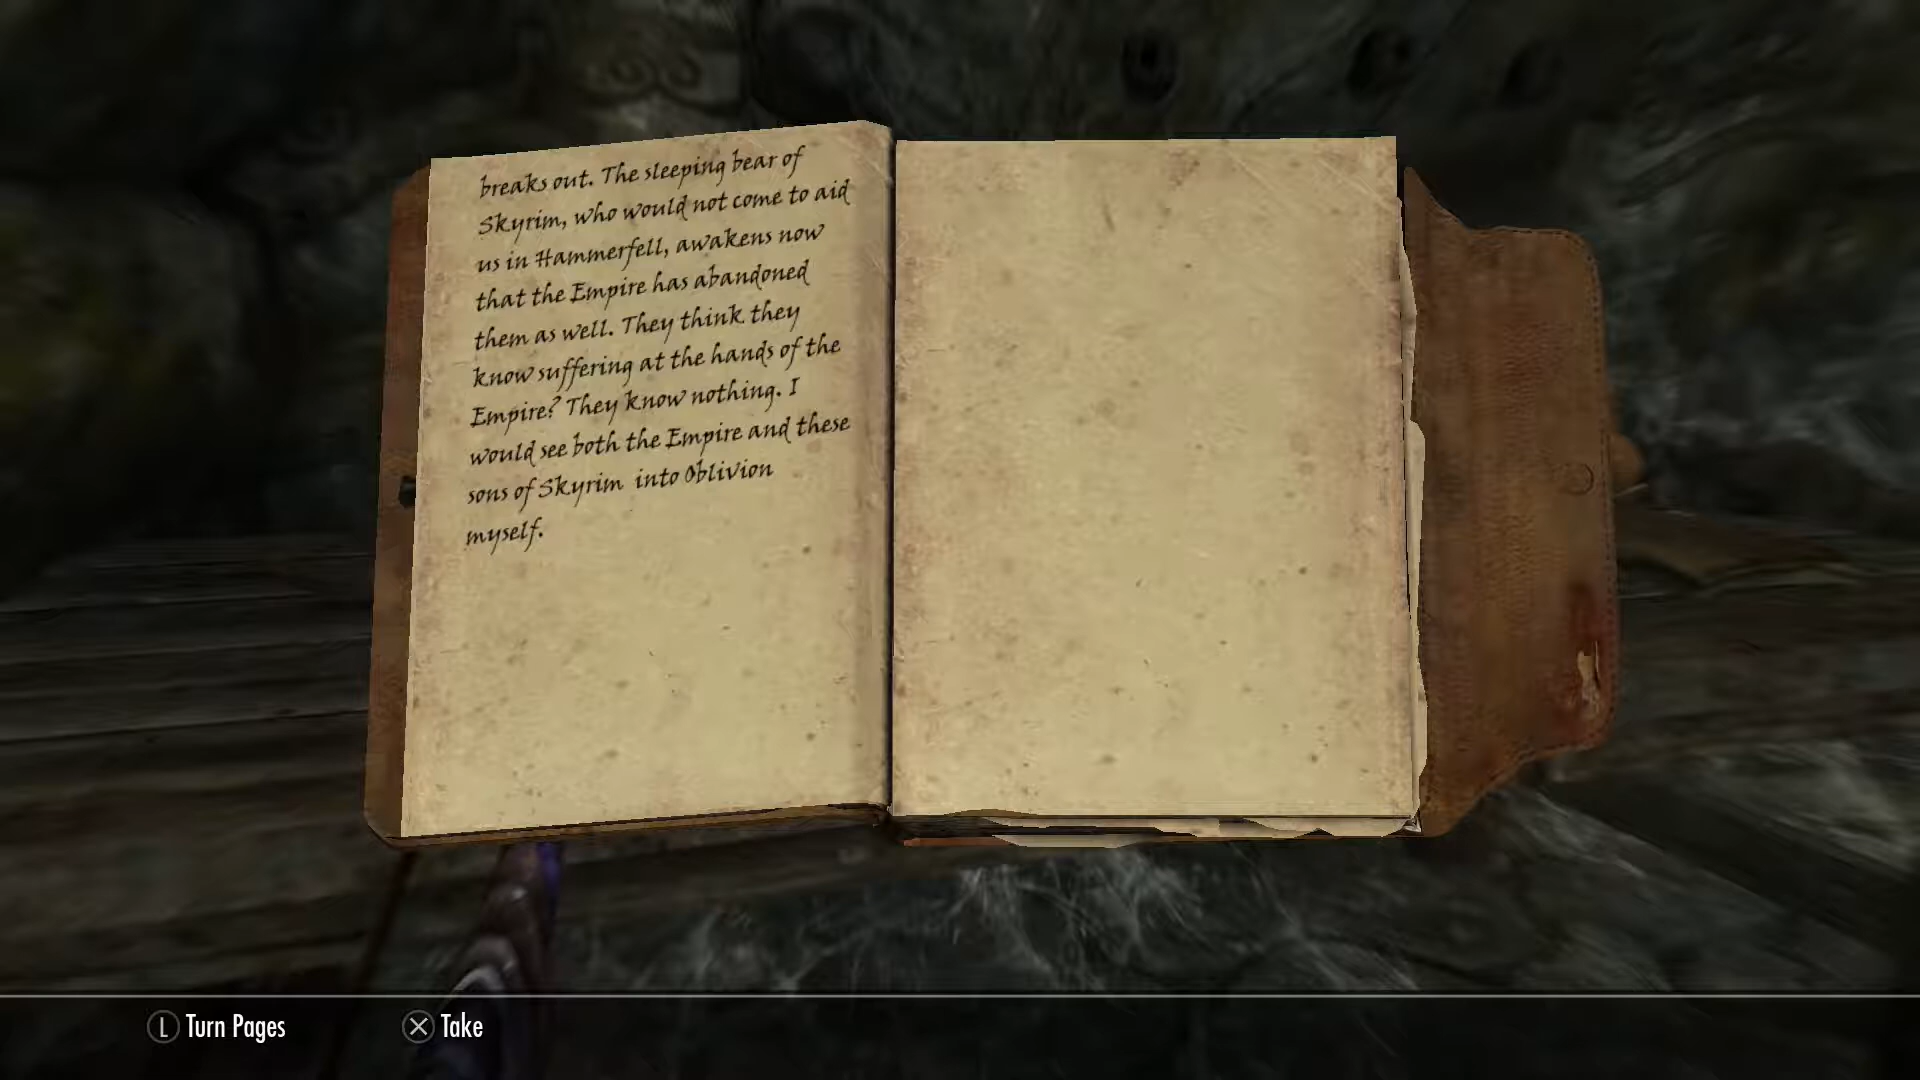 breaks out. The sleeping bear of
Skyrim, who would not come to aid
us in Hammerfell, awakens now
that the Empire has abandoned
them as well. They think they
know suffering at the hands of the
Empire? They know nothing. I
would see both the Empire and these
sons of Skyrim into Oblivion
myself.
L Turn Pages
X Take